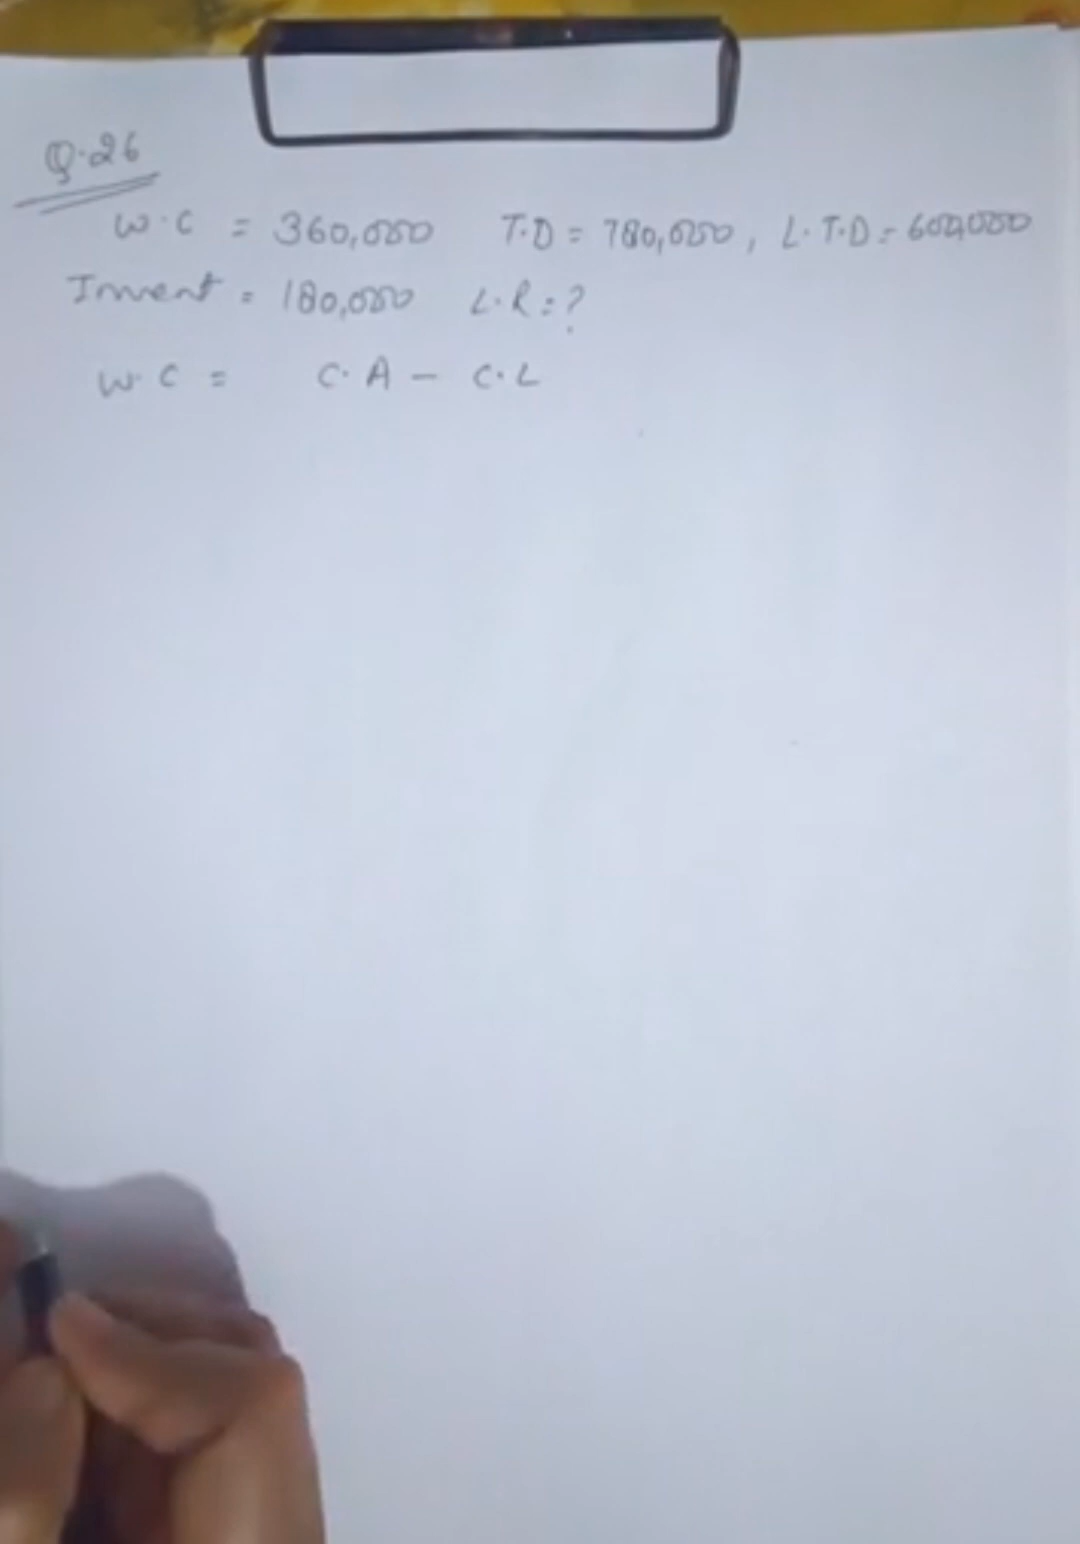 Q.26
W.C = 360,000 T.D = 780,000, L.T.D = 600,000
Invent = 180,000 L.R = ?
W.C = C.A - C.L